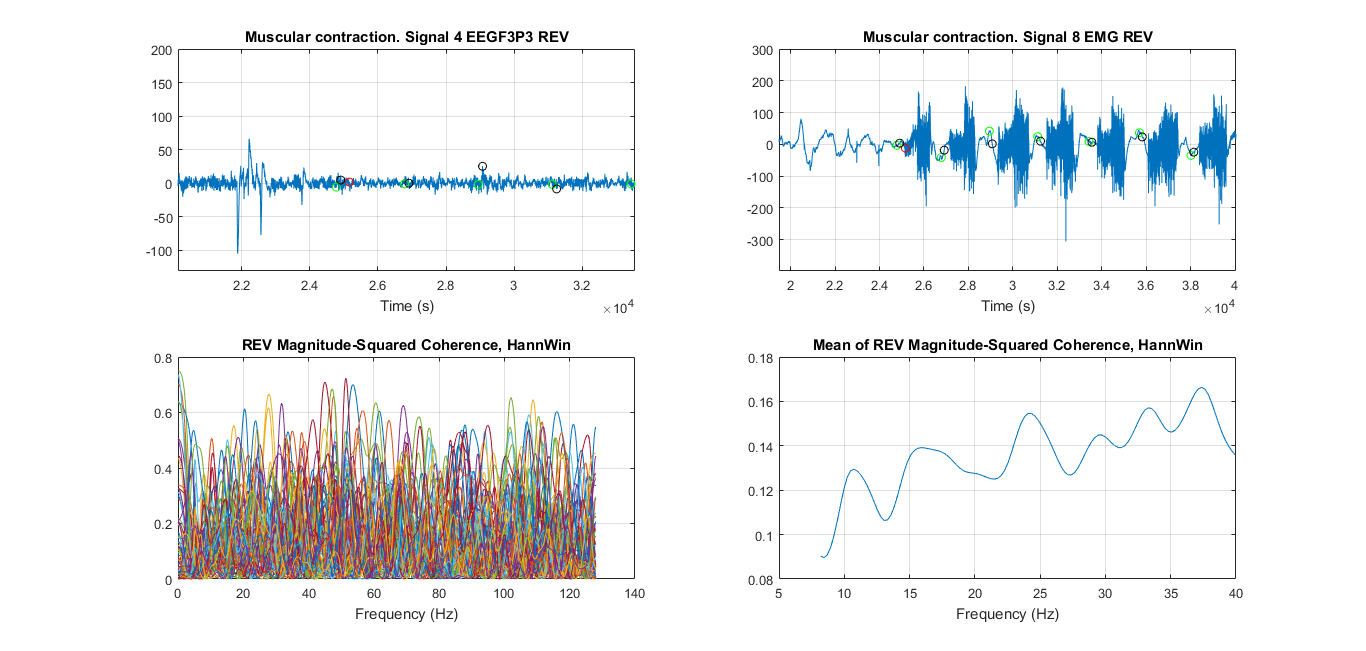 Muscular contraction. Signal 4 EEGF3P3 REV
200
150
100
50
0
-50
-100
2.2 2.4 2.6 2.8 3 3.2
Time (s)
×10^4
Muscular contraction. Signal 8 EMG REV
300
200
100
0
-100
-200
-300
2 2.2 2.4 2.6 2.8 3 3.2 3.4 3.6 3.8 4
Time (s)
×10^4
REV Magnitude-Squared Coherence, HannWin
0.8
0.6
0.4
0.2
0
0 20 40 60 80 100 120 140
Frequency (Hz)
Mean of REV Magnitude-Squared Coherence, HannWin
0.18
0.16
0.14
0.12
0.1
0.08
5 10 15 20 25 30 35 40
Frequency (Hz)